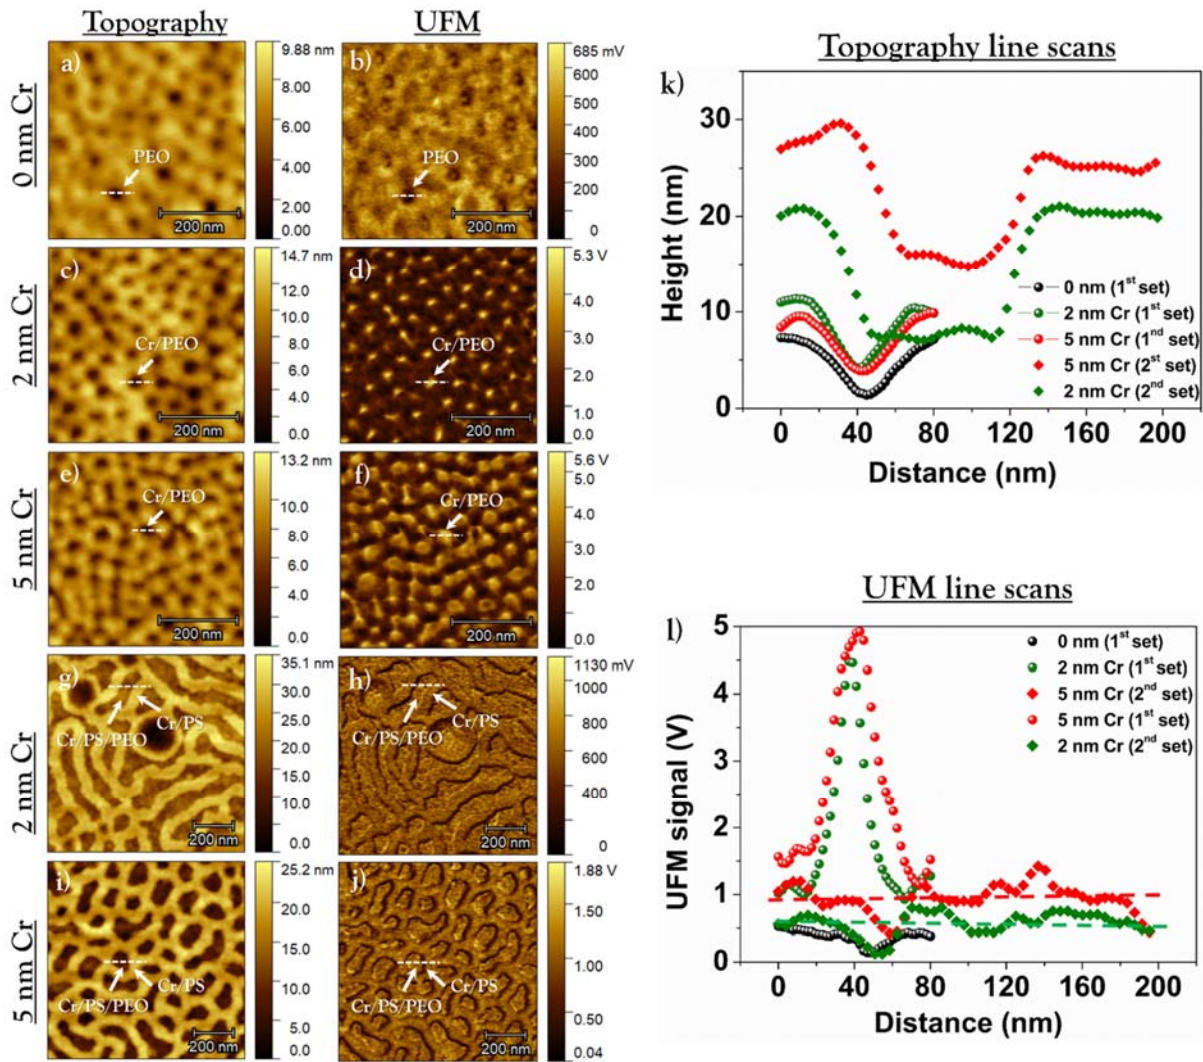 Topography
UFM
0 nm Cr
a)
PEO
200 nm
9.88 nm
8.00
6.00
4.00
2.00
0.00
b)
PEO
200 nm
685 mV
600
500
400
300
200
0
2 nm Cr
c)
Cr/PEO
200 nm
14.7 nm
12.0
10.0
8.0
6.0
4.0
0.0
d)
Cr/PEO
200 nm
5.3 V
4.0
3.0
2.0
1.0
0.0
5 nm Cr
e)
Cr/PEO
200 nm
13.2 nm
10.0
8.0
6.0
4.0
0.0
f)
Cr/PEO
200 nm
5.6 V
4.0
3.0
2.0
0.0
2 nm Cr
g)
Cr/PS
Cr/PS/PEO
200 nm
35.1 nm
30.0
25.0
20.0
15.0
10.0
0.0
h)
Cr/PS
Cr/PS/PEO
200 nm
1130 mV
1000
800
600
400
0
5 nm Cr
i)
Cr/PS
Cr/PS/PEO
200 nm
25.2 nm
20.0
15.0
10.0
5.0
0.0
j)
Cr/PS
Cr/PS/PEO
200 nm
1.88 V
1.50
1.00
0.50
0.04
Topography line scans
k)
Height (nm)
30
20
10
0
0 nm (1st set)
2 nm Cr (1st set)
5 nm Cr (1nd set)
5 nm Cr (2st set)
2 nm Cr (2nd set)
0 40 80 120 160 200
Distance (nm)
UFM line scans
l)
UFM signal (V)
5
4
3
2
1
0
0 nm (1st set)
2 nm Cr (1st set)
5 nm Cr (2nd set)
5 nm Cr (1st set)
2 nm Cr (2nd set)
0 40 80 120 160 200
Distance (nm)